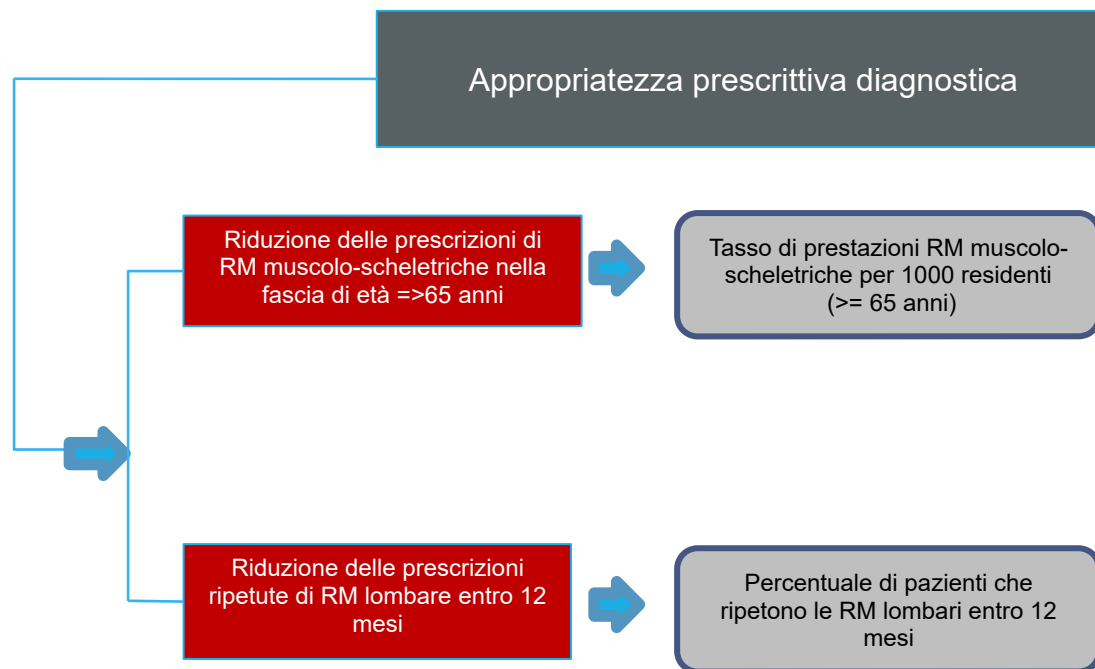 Appropriatezza prescrittiva diagnostica
Riduzione delle prescrizioni di
RM muscolo-scheletriche nella
fascia di età =>65 anni
Tasso di prestazioni RM muscolo-
scheletriche per 1000 residenti
(>= 65 anni)
Riduzione delle prescrizioni
ripetute di RM lombare entro 12
mesi
Percentuale di pazienti che
ripetono le RM lombari entro 12
mesi